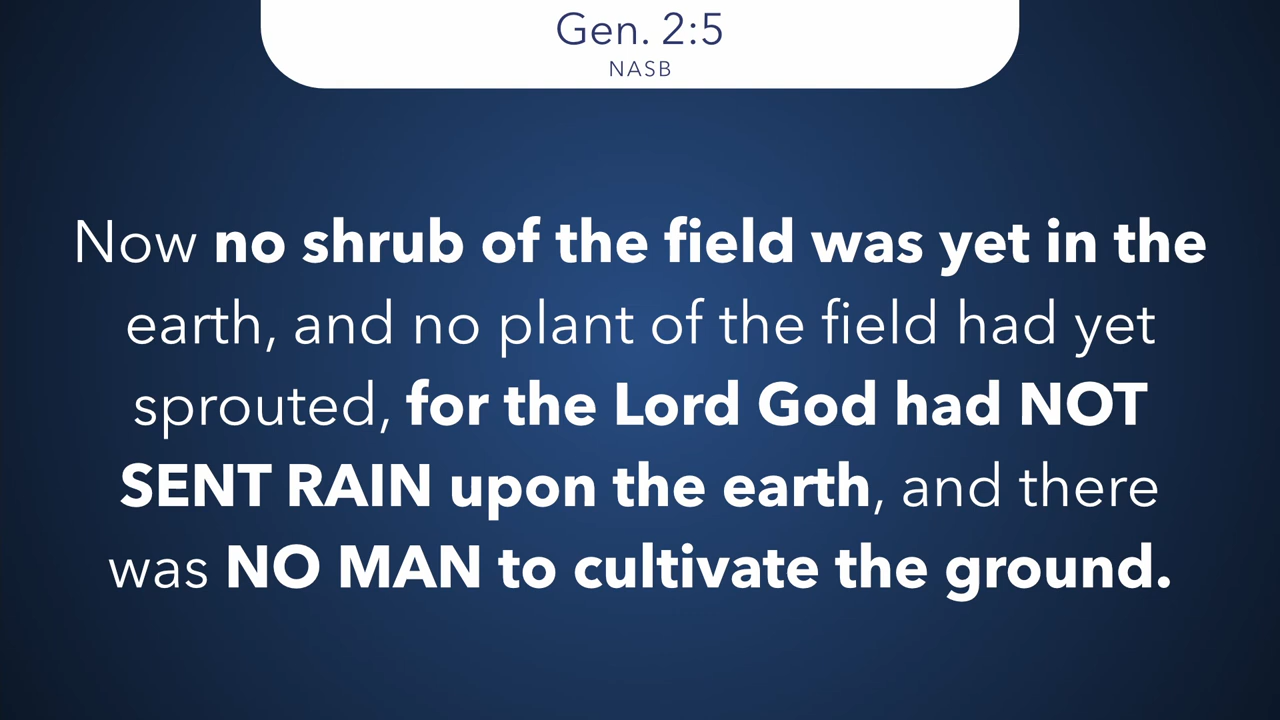 Gen. 2:5
NASB
Now no shrub of the field was yet in the
earth, and no plant of the field had yet
sprouted, for the Lord God had NOT
SENT RAIN upon the earth, and there
was NO MAN to cultivate the ground.